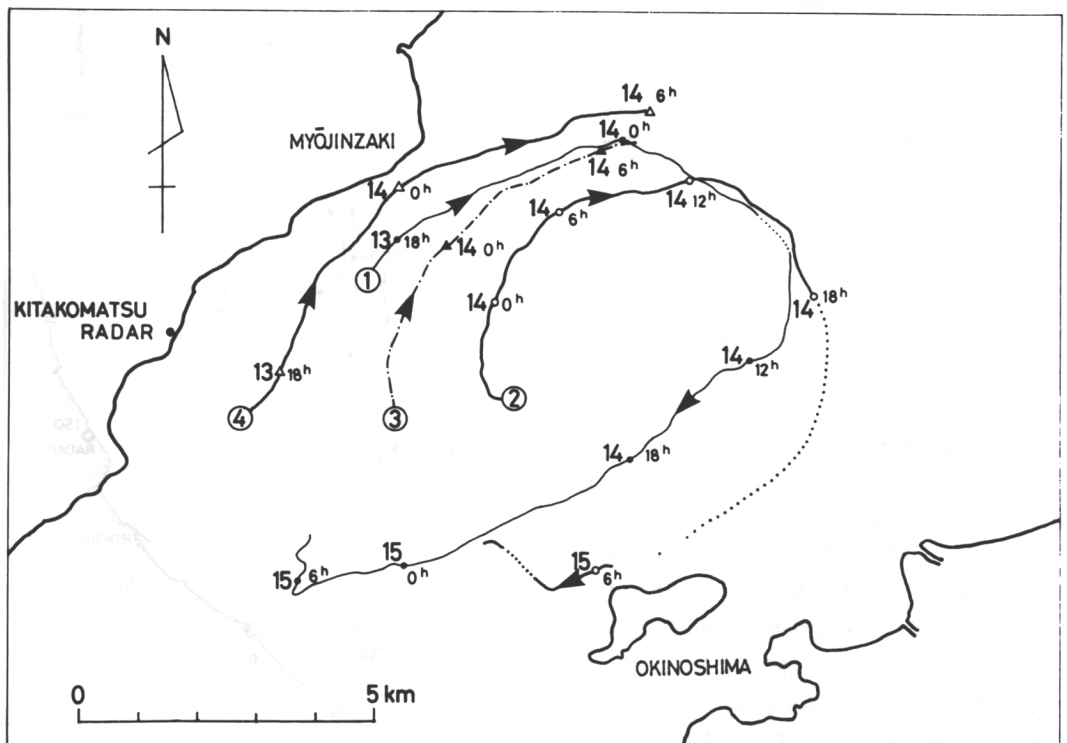 N
MYŌJINZAKI
KITAKOMATSU
RADAR
14 6h
14 0h
14 6h
14 0h
13 18h
①
14 0h
14 6h
14 12h
14 18h
14 0h
13 18h
④
③
②
14 12h
14 18h
15 0h
15 6h
15 6h
OKINOSHIMA
0 5 km